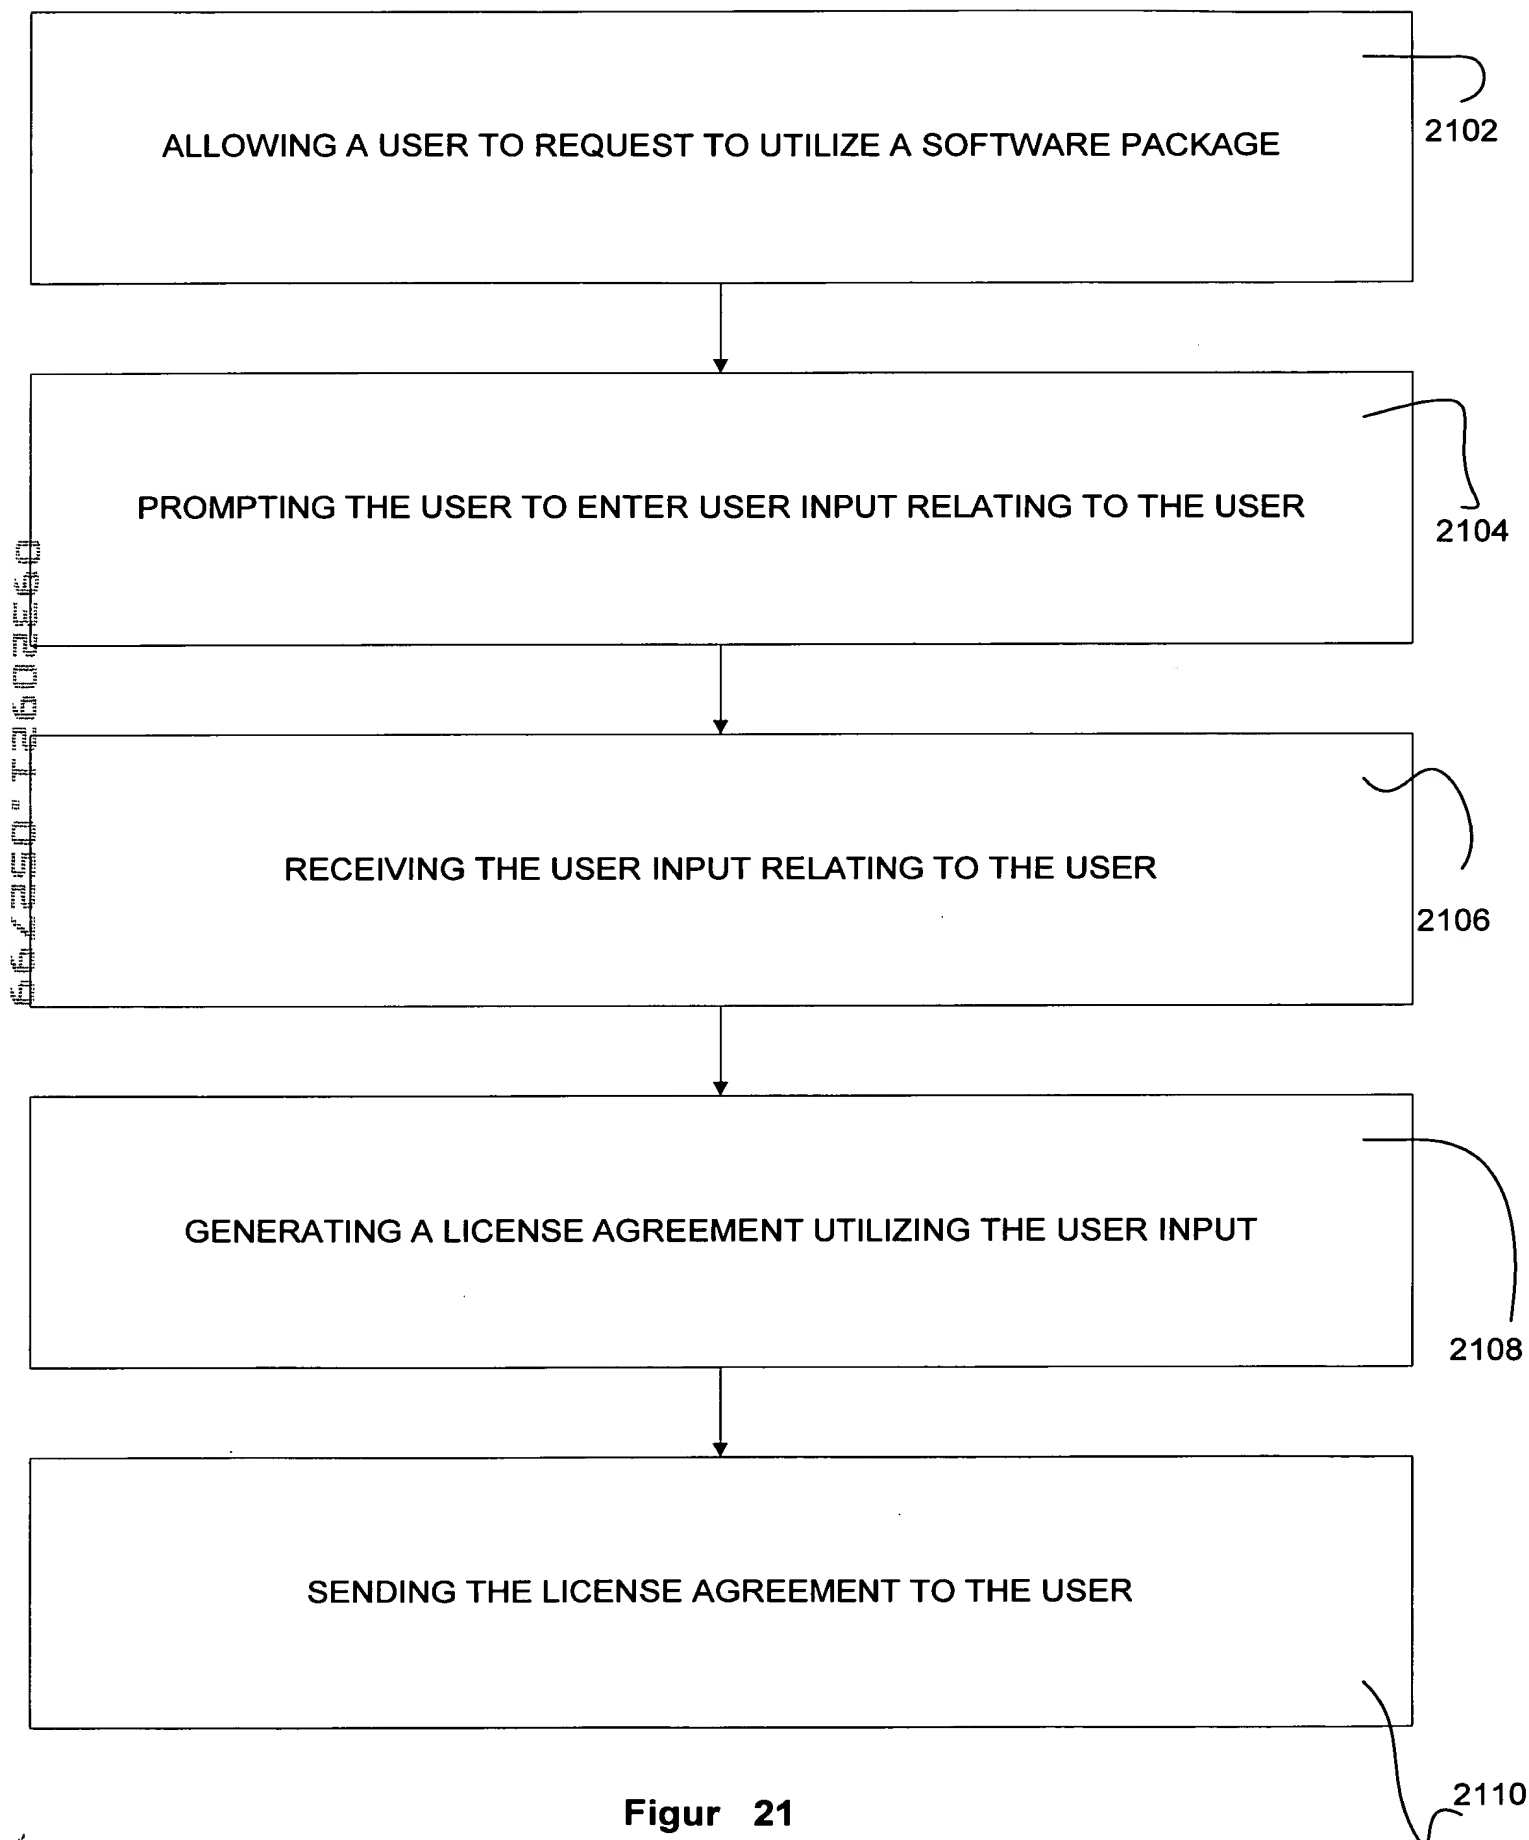 ALLOWING A USER TO REQUEST TO UTILIZE A SOFTWARE PACKAGE
2102
PROMPTING THE USER TO ENTER USER INPUT RELATING TO THE USER
2104
RECEIVING THE USER INPUT RELATING TO THE USER
2106
GENERATING A LICENSE AGREEMENT UTILIZING THE USER INPUT
2108
SENDING THE LICENSE AGREEMENT TO THE USER
2110
Figur 21